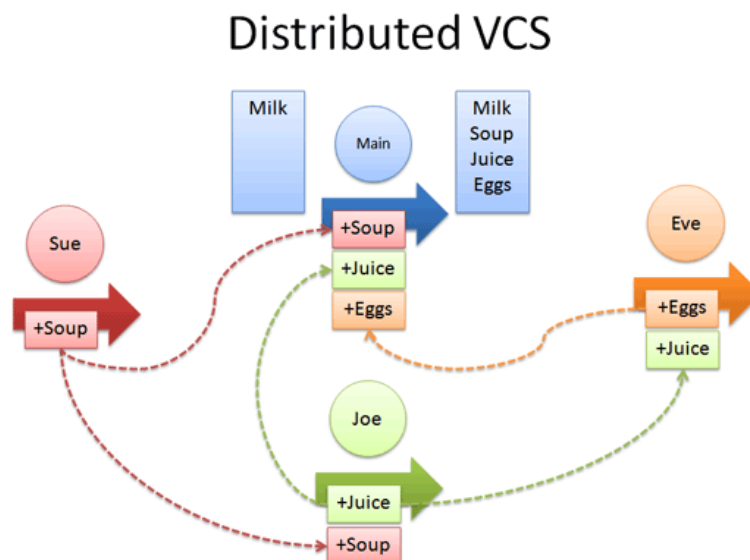 Distributed VCS
Milk
Main
Milk
Soup
Juice
Eggs
Sue
+Soup
+Soup
+Juice
+Eggs
Eve
+Eggs
+Juice
Joe
+Juice
+Soup